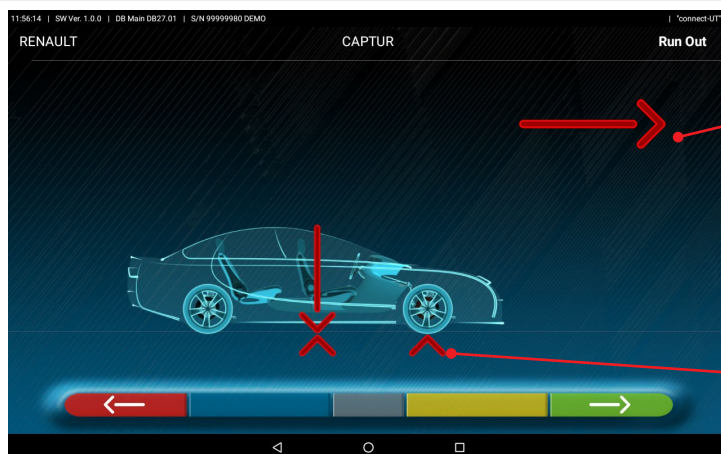 11:56:14 | SW Ver. 1.0.0 | DB Main DB27.01 | S/N 99999980 DEMO | "connect-UT"
RENAULT CAPTUR Run Out